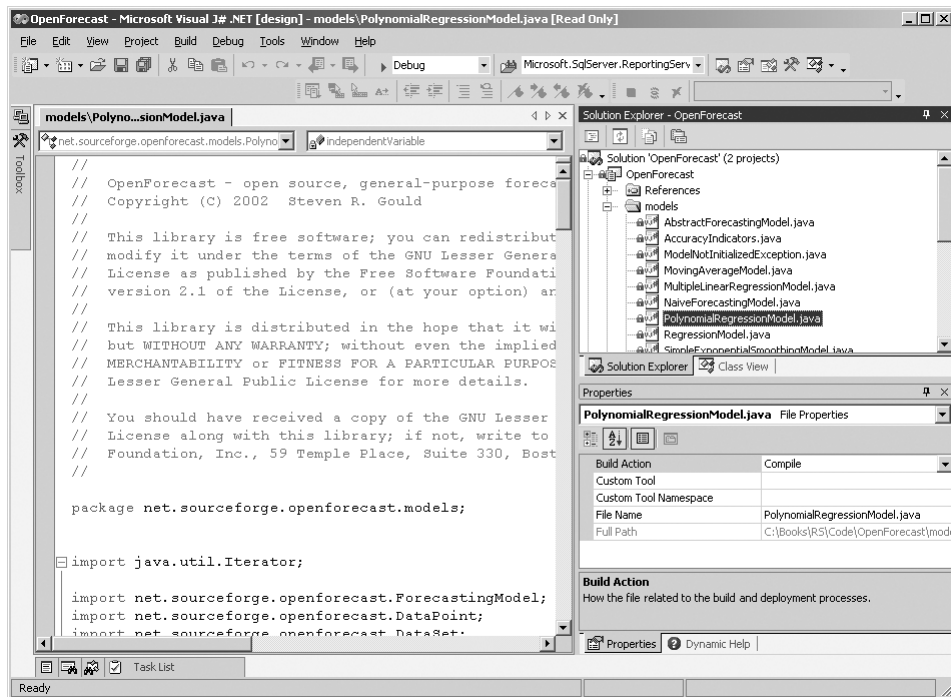 OpenForecast - Microsoft Visual J# .NET [design] - models\PolynomialRegressionModel.java [Read Only]
File Edit View Project Build Debug Tools Window Help
Debug
Microsoft.SqlServer.ReportingServ
models\Polyno...sionModel.java
net.sourceforge.openforecast.models.Polyno
independentVariable
Toolbox
//
// OpenForecast - open source, general-purpose foreca
// Copyright (C) 2002 Steven R. Gould
//
// This library is free software; you can redistribut
// modify it under the terms of the GNU Lesser Genera
// License as published by the Free Software Foundati
// version 2.1 of the License, or (at your option) an
//
// This library is distributed in the hope that it wi
// but WITHOUT ANY WARRANTY; without even the implied
// MERCHANTABILITY or FITNESS FOR A PARTICULAR PURPOS
// Lesser General Public License for more details.
//
// You should have received a copy of the GNU Lesser
// License along with this library; if not, write to
// Foundation, Inc., 59 Temple Place, Suite 330, Bost
//
package net.sourceforge.openforecast.models;
import java.util.Iterator;
import net.sourceforge.openforecast.ForecastingModel;
import net.sourceforge.openforecast.DataPoint;
import net.sourceforge.openforecast.DataSet;
Solution Explorer - OpenForecast
Solution 'OpenForecast' (2 projects)
OpenForecast
References
models
AbstractForecastingModel.java
AccuracyIndicators.java
ModelNotInitializedException.java
MovingAverageModel.java
MultipleLinearRegressionModel.java
NaiveForecastingModel.java
PolynomialRegressionModel.java
RegressionModel.java
SimpleExponentialSmoothingModel.java
Solution Explorer
Class View
Properties
PolynomialRegressionModel.java File Properties
Build Action Compile
Custom Tool
Custom Tool Namespace
File Name PolynomialRegressionModel.java
Full Path C:\Books\RS\Code\OpenForecast\mode
Build Action
How the file related to the build and deployment processes.
Properties
Dynamic Help
Task List
Ready